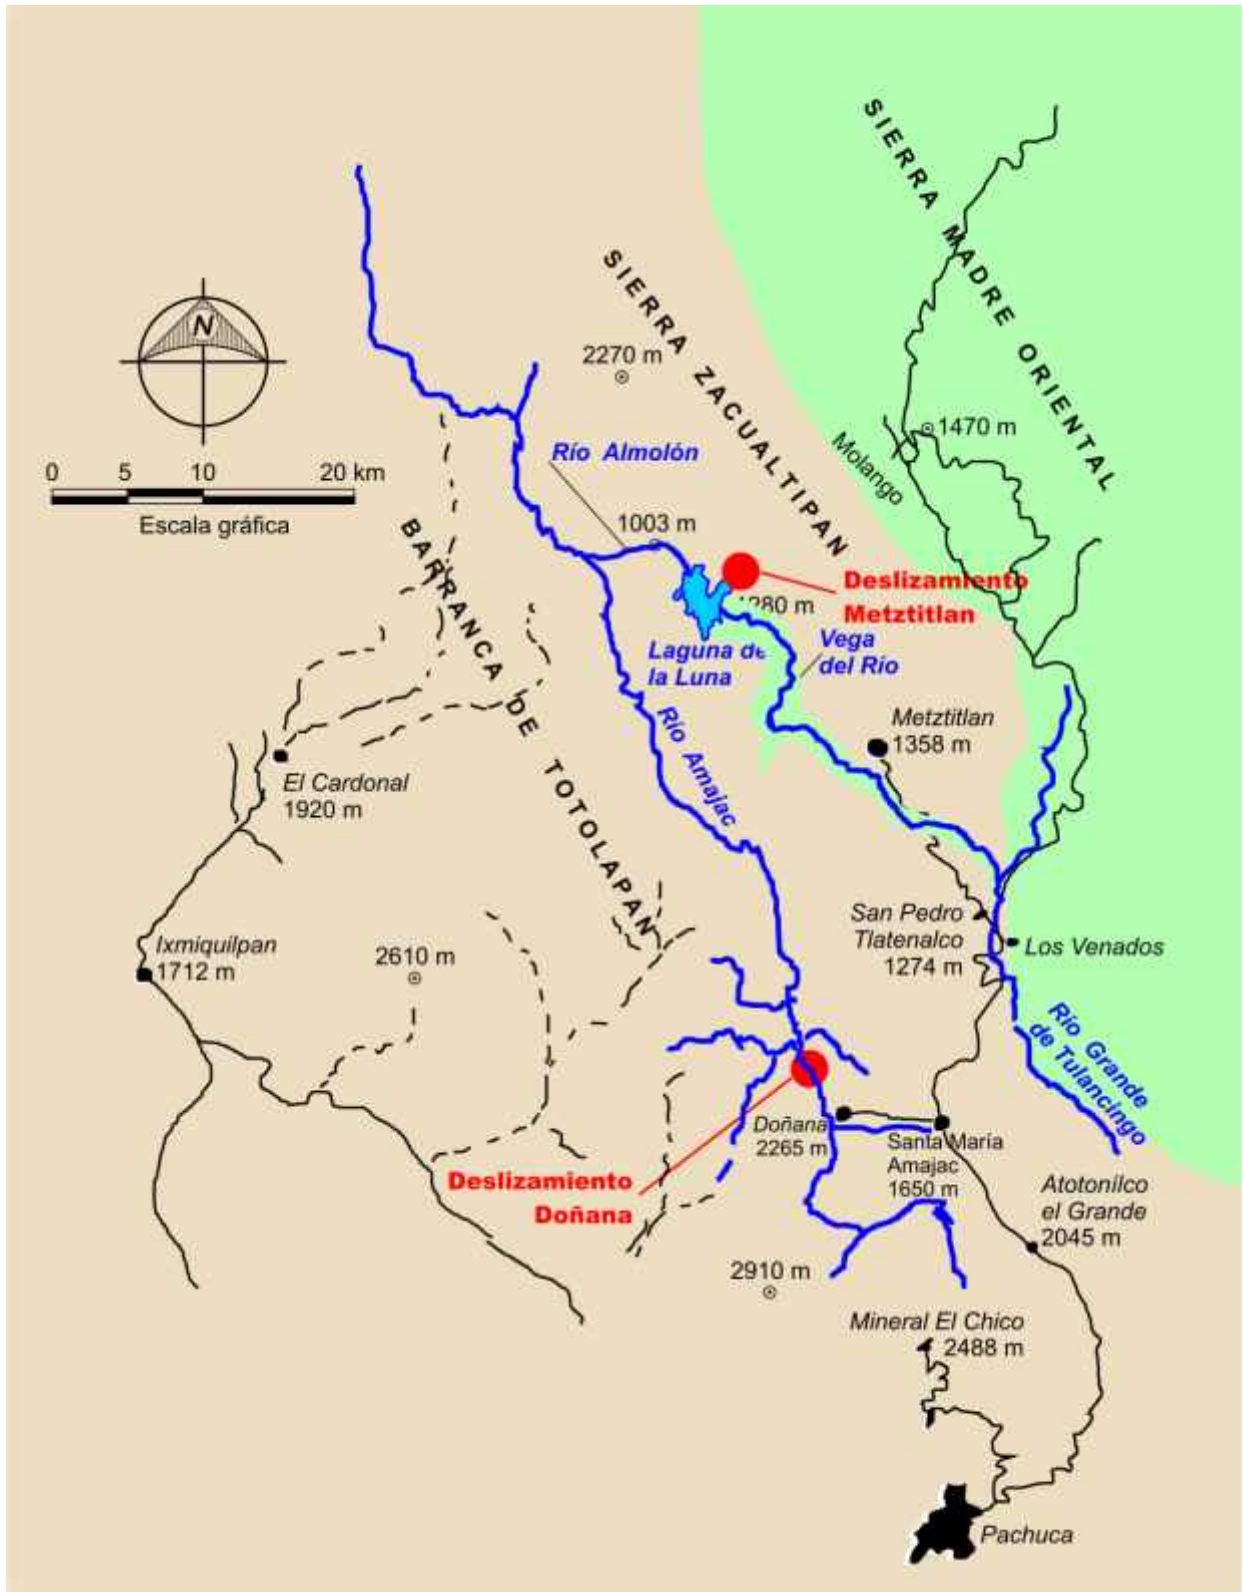 SIERRA MADRE ORIENTAL
SIERRA ZACUALTIPAN
N
2270 m
1470 m
Molango
Río Almolón
0 5 10 20 km
Escala gráfica
1003 m
BARRANCA DE TOTOLAPAN
Deslizamiento
Metztitlan
Laguna de
la Luna
Vega
del Río
Río Amajac
Metztitlan
1358 m
El Cardonal
1920 m
San Pedro
Tlatenalco
1274 m
Los Venados
Ixmiquilpan
1712 m
2610 m
Río Grande
de Tulancingo
Doñana
2265 m
Santa María
Amajac
1650 m
Deslizamiento
Doñana
Atotonilco
el Grande
2045 m
2910 m
Mineral El Chico
2488 m
Pachuca